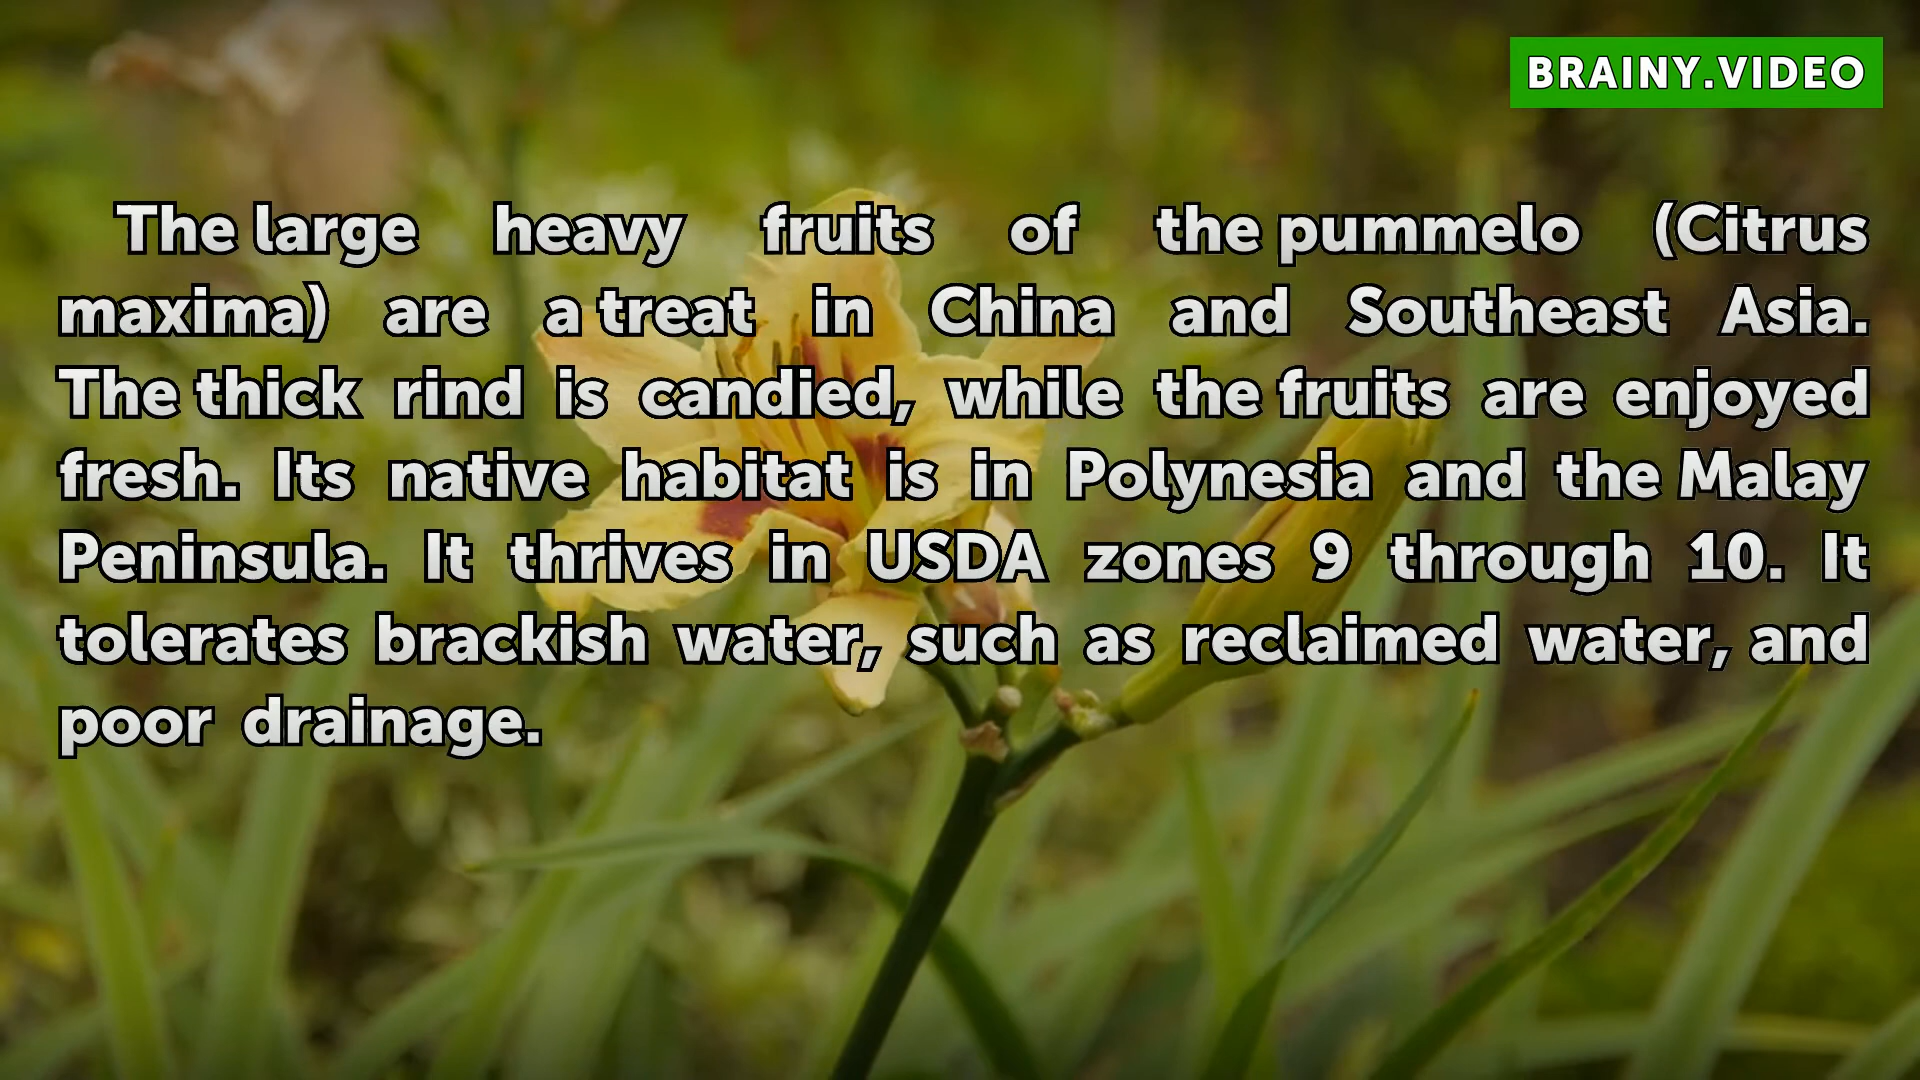 BRAINY.VIDEO
The large heavy fruits of the pummelo (Citrus
maxima) are a treat in China and Southeast Asia.
The thick rind is candied, while the fruits are enjoyed
fresh. Its native habitat is in Polynesia and the Malay
Peninsula. It thrives in USDA zones 9 through 10. It
tolerates brackish water, such as reclaimed water, and
poor drainage.